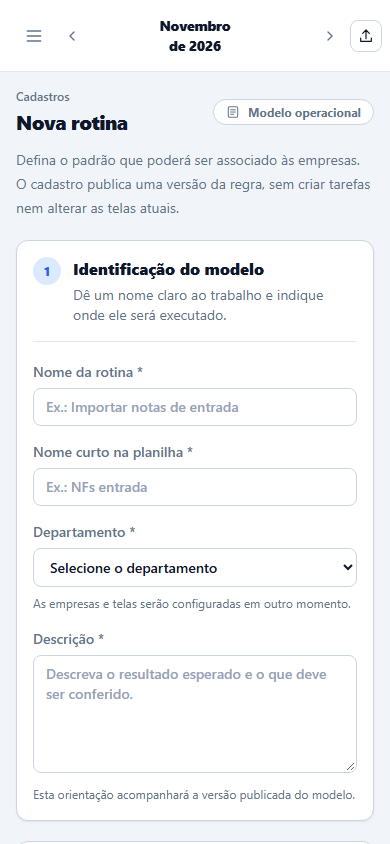 Novembro
de 2026
Cadastros
Nova rotina
Modelo operacional
Defina o padrão que poderá ser associado às empresas.
O cadastro publica uma versão da regra, sem criar tarefas
nem alterar as telas atuais.
1
Identificação do modelo
Dê um nome claro ao trabalho e indique
onde ele será executado.
Nome da rotina *
Ex.: Importar notas de entrada
Nome curto na planilha *
Ex.: NFs entrada
Departamento *
Selecione o departamento
As empresas e telas serão configuradas em outro momento.
Descrição *
Descreva o resultado esperado e o que deve
ser conferido.
Esta orientação acompanhará a versão publicada do modelo.